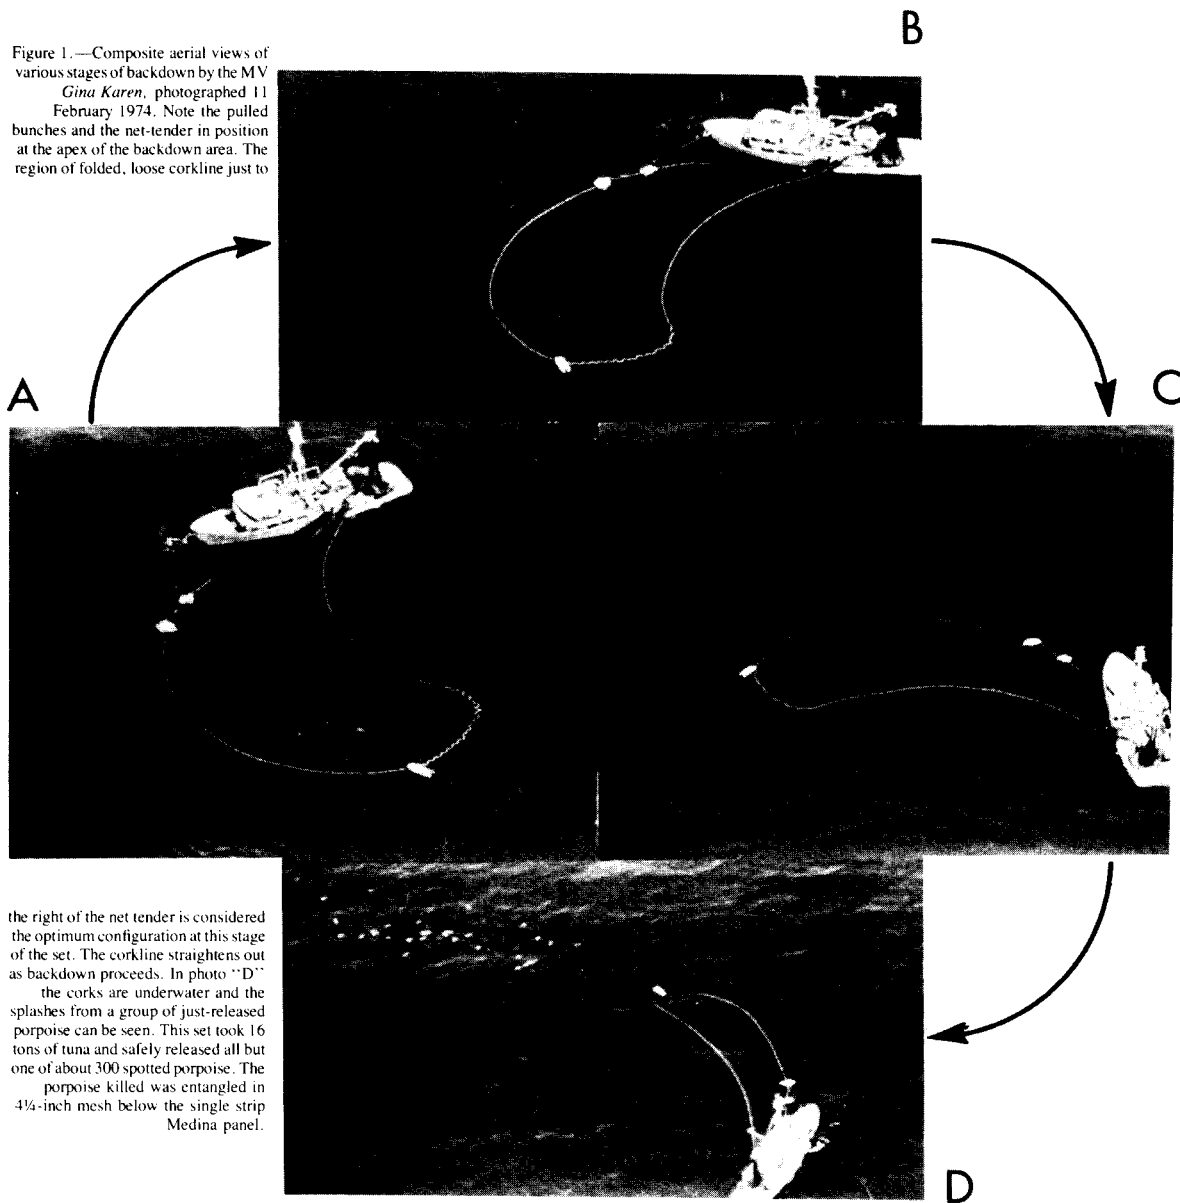 B
Figure 1.—Composite aerial views of
various stages of backdown by the MV
Gina Karen, photographed 11
February 1974. Note the pulled
bunches and the net-tender in position
at the apex of the backdown area. The
region of folded, loose corkline just to
A
C
the right of the net tender is considered
the optimum configuration at this stage
of the set. The corkline straightens out
as backdown proceeds. In photo "D"
the corks are underwater and the
splashes from a group of just-released
porpoise can be seen. This set took 16
tons of tuna and safely released all but
one of about 300 spotted porpoise. The
porpoise killed was entangled in
4¼-inch mesh below the single strip
Medina panel.
D